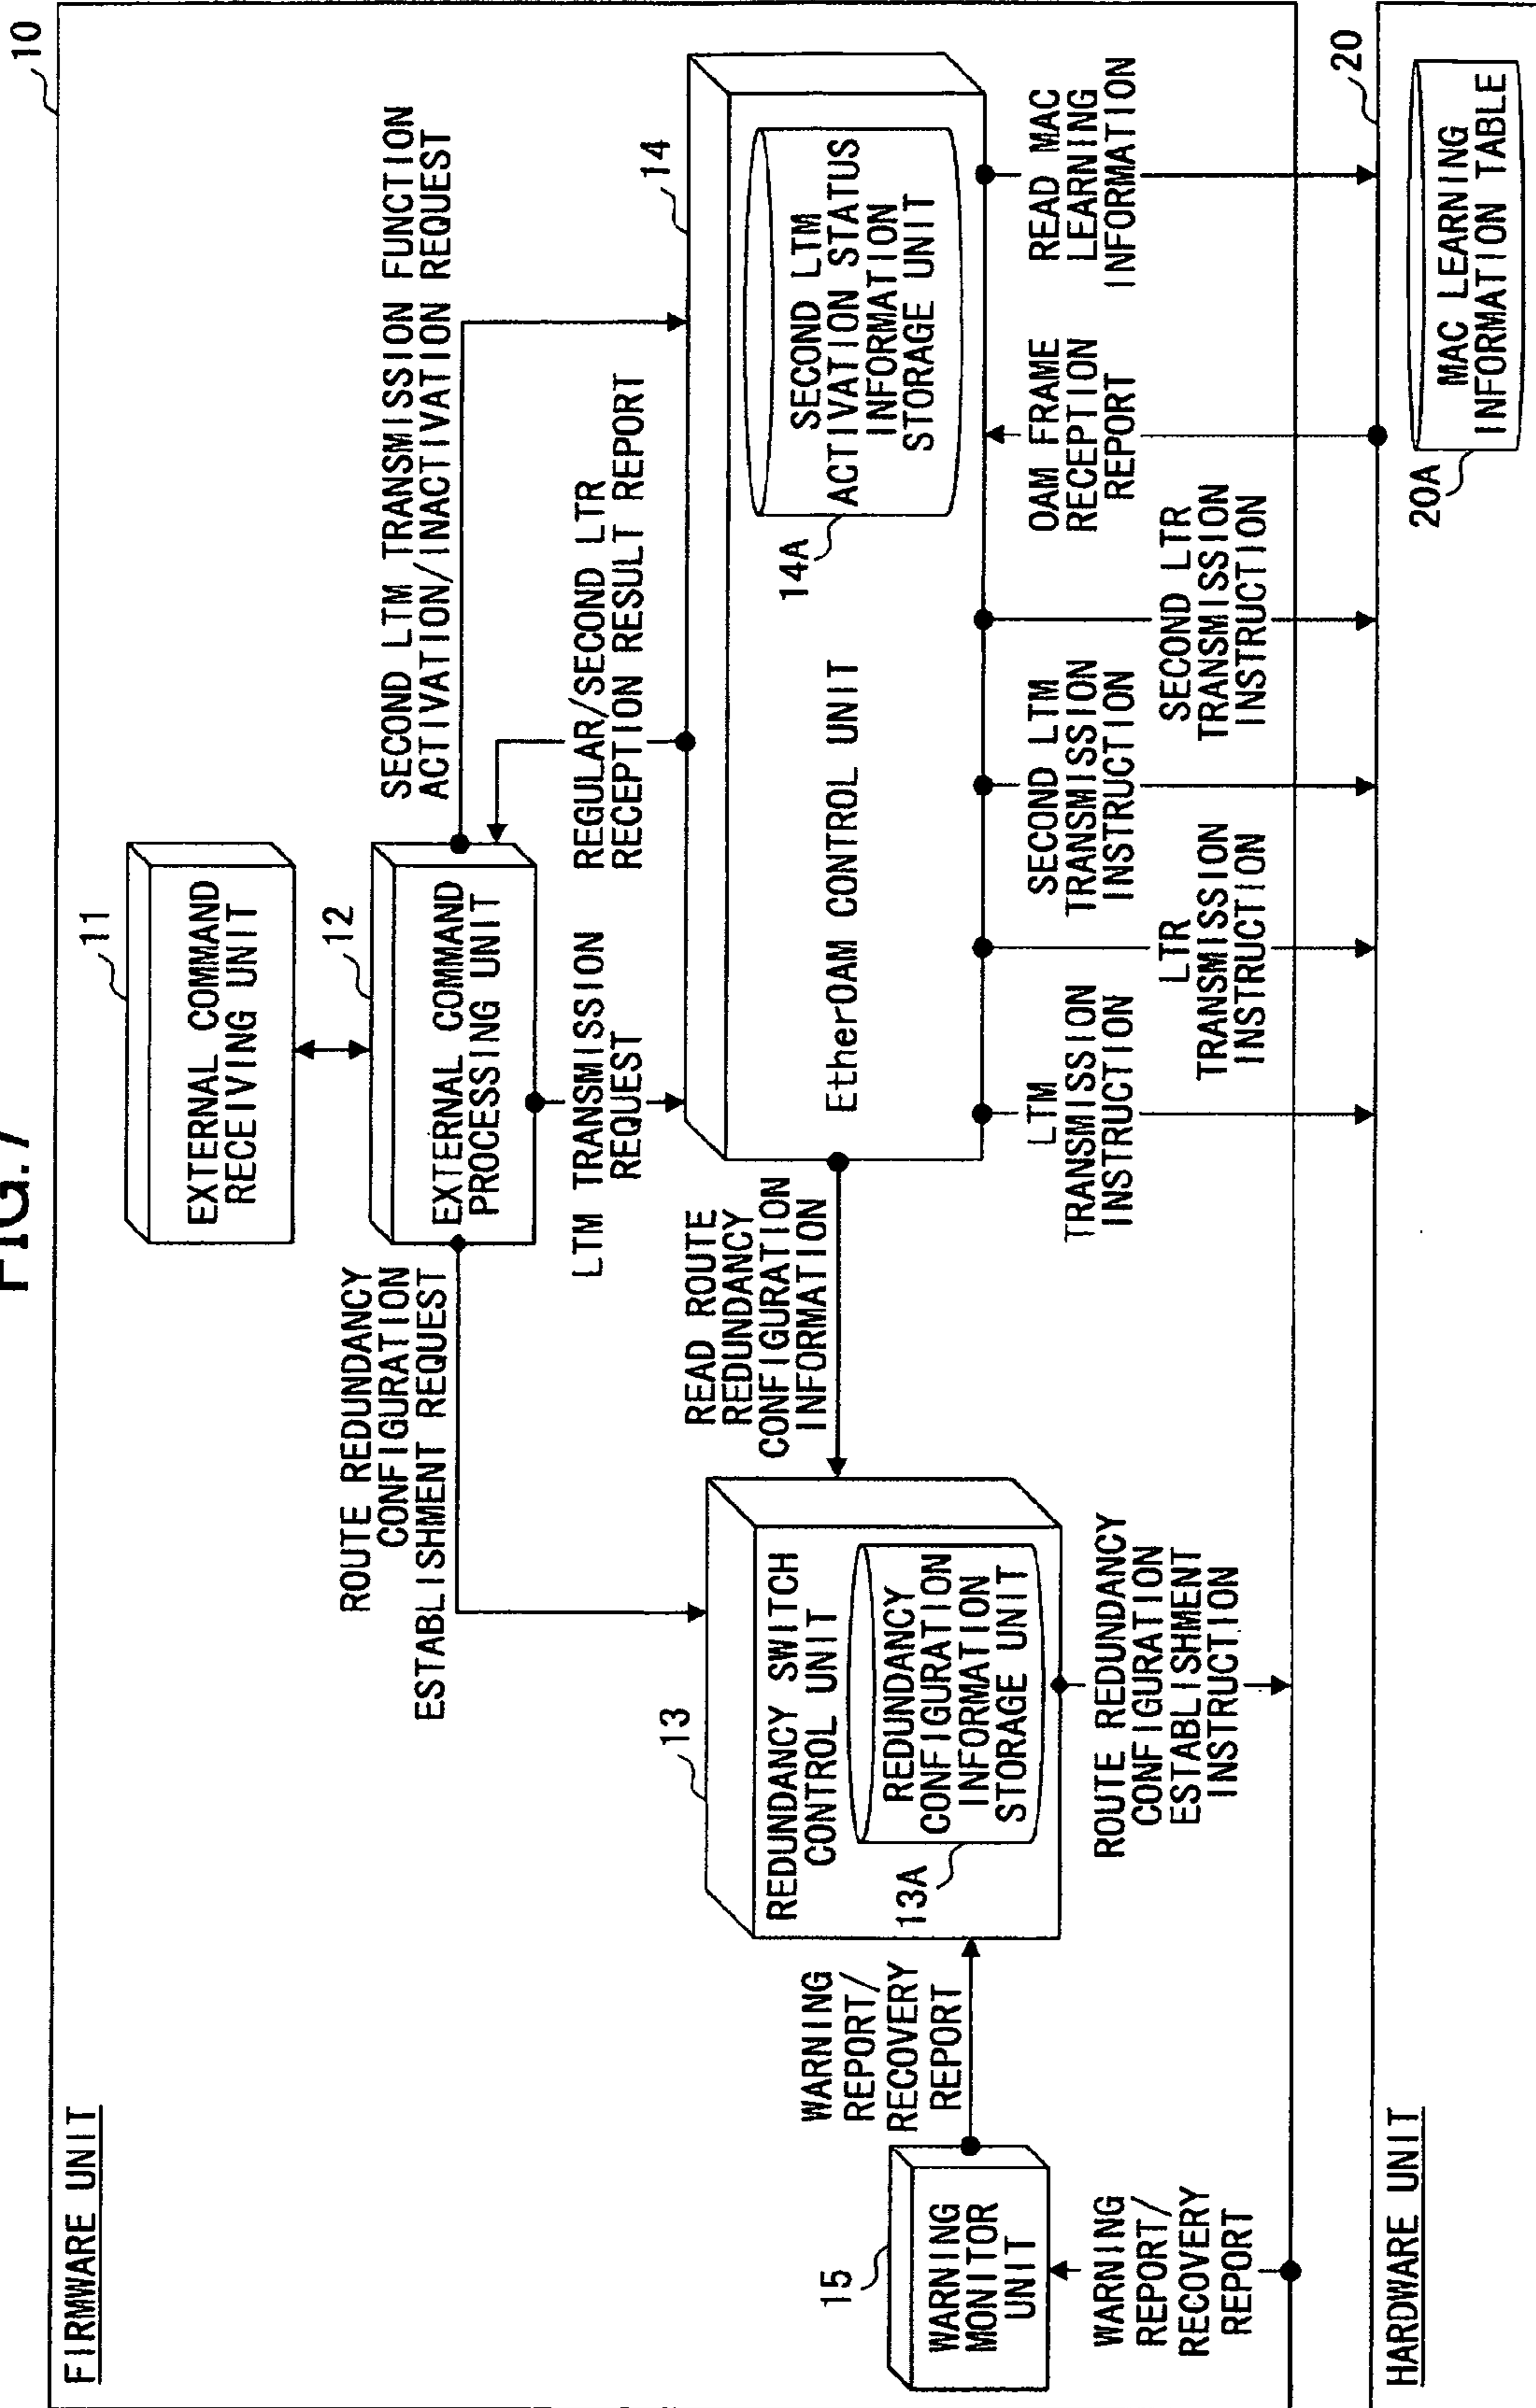 FIG.7
FIRMWARE UNIT
10
11
EXTERNAL COMMAND
RECEIVING UNIT
12
EXTERNAL COMMAND
PROCESSING UNIT
ROUTE REDUNDANCY
CONFIGURATION
ESTABLISHMENT REQUEST
SECOND LTM TRANSMISSION FUNCTION
ACTIVATION/INACTIVATION REQUEST
LTM TRANSMISSION
REQUEST
REGULAR/SECOND LTR
RECEPTION RESULT REPORT
13
REDUNDANCY SWITCH
CONTROL UNIT
REDUNDANCY
CONFIGURATION
INFORMATION
STORAGE UNIT
13A
READ ROUTE
REDUNDANCY
CONFIGURATION
INFORMATION
14
EtherOAM CONTROL UNIT
14A
SECOND LTM
ACTIVATION STATUS
INFORMATION
STORAGE UNIT
WARNING
REPORT/
RECOVERY
REPORT
15
WARNING
MONITOR
UNIT
WARNING
REPORT/
RECOVERY
REPORT
ROUTE REDUNDANCY
CONFIGURATION
ESTABLISHMENT
INSTRUCTION
LTM
TRANSMISSION
INSTRUCTION
LTR
TRANSMISSION
INSTRUCTION
SECOND LTM
TRANSMISSION
INSTRUCTION
SECOND LTR
TRANSMISSION
INSTRUCTION
OAM FRAME
RECEPTION
REPORT
READ MAC
LEARNING
INFORMATION
HARDWARE UNIT
20
20A
MAC LEARNING
INFORMATION TABLE